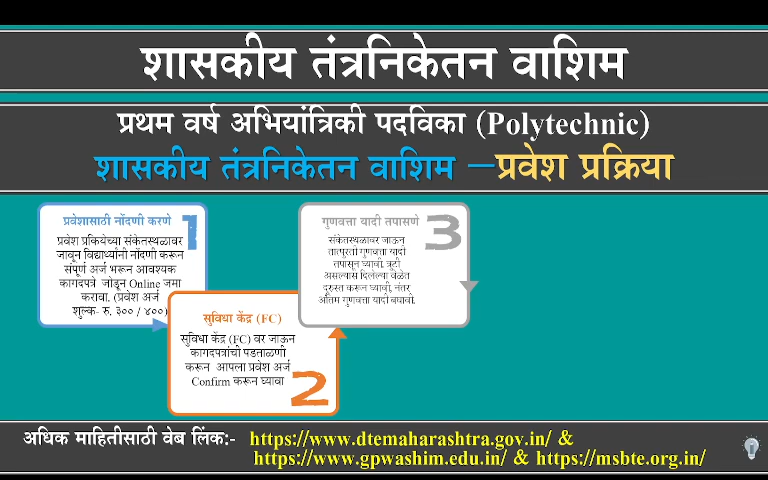 शासकीय तंत्रनिकेतन वाशिम
प्रथम वर्ष अभियांत्रिकी पदविका (Polytechnic)
शासकीय तंत्रनिकेतन वाशिम –प्रवेश प्रक्रिया
प्रवेशासाठी नोंदणी करणे
1
प्रवेश प्रकियेच्या संकेतस्थळावर
जावून विद्यार्थ्यांनी नोंदणी करून
संपूर्ण अर्ज भरून आवश्यक
कागदपत्रे जोडून Online जमा
करावा. (प्रवेश अर्ज
शुल्क- रु. ३०० / ४००)
सुविधा केंद्र (FC)
सुविधा केंद्र (FC) वर जाऊन
कागदपत्रांची पडताळणी
करून आपला प्रवेश अर्ज
Confirm करून घ्यावा
2
गुणवत्ता यादी तपासणे
3
संकेतस्थळावर जाऊन
तात्पुरती गुणवत्ता यादी
तपासून घ्यावी, त्रुटी
असल्यास दिलेल्या वेळेत
दुरुस्त करून घ्यावी, नंतर
अंतिम गुणवत्ता यादी बघावी.
अधिक माहितीसाठी वेब लिंक:- https://www.dtemaharashtra.gov.in/ &
https://www.gpwashim.edu.in/ & https://msbte.org.in/